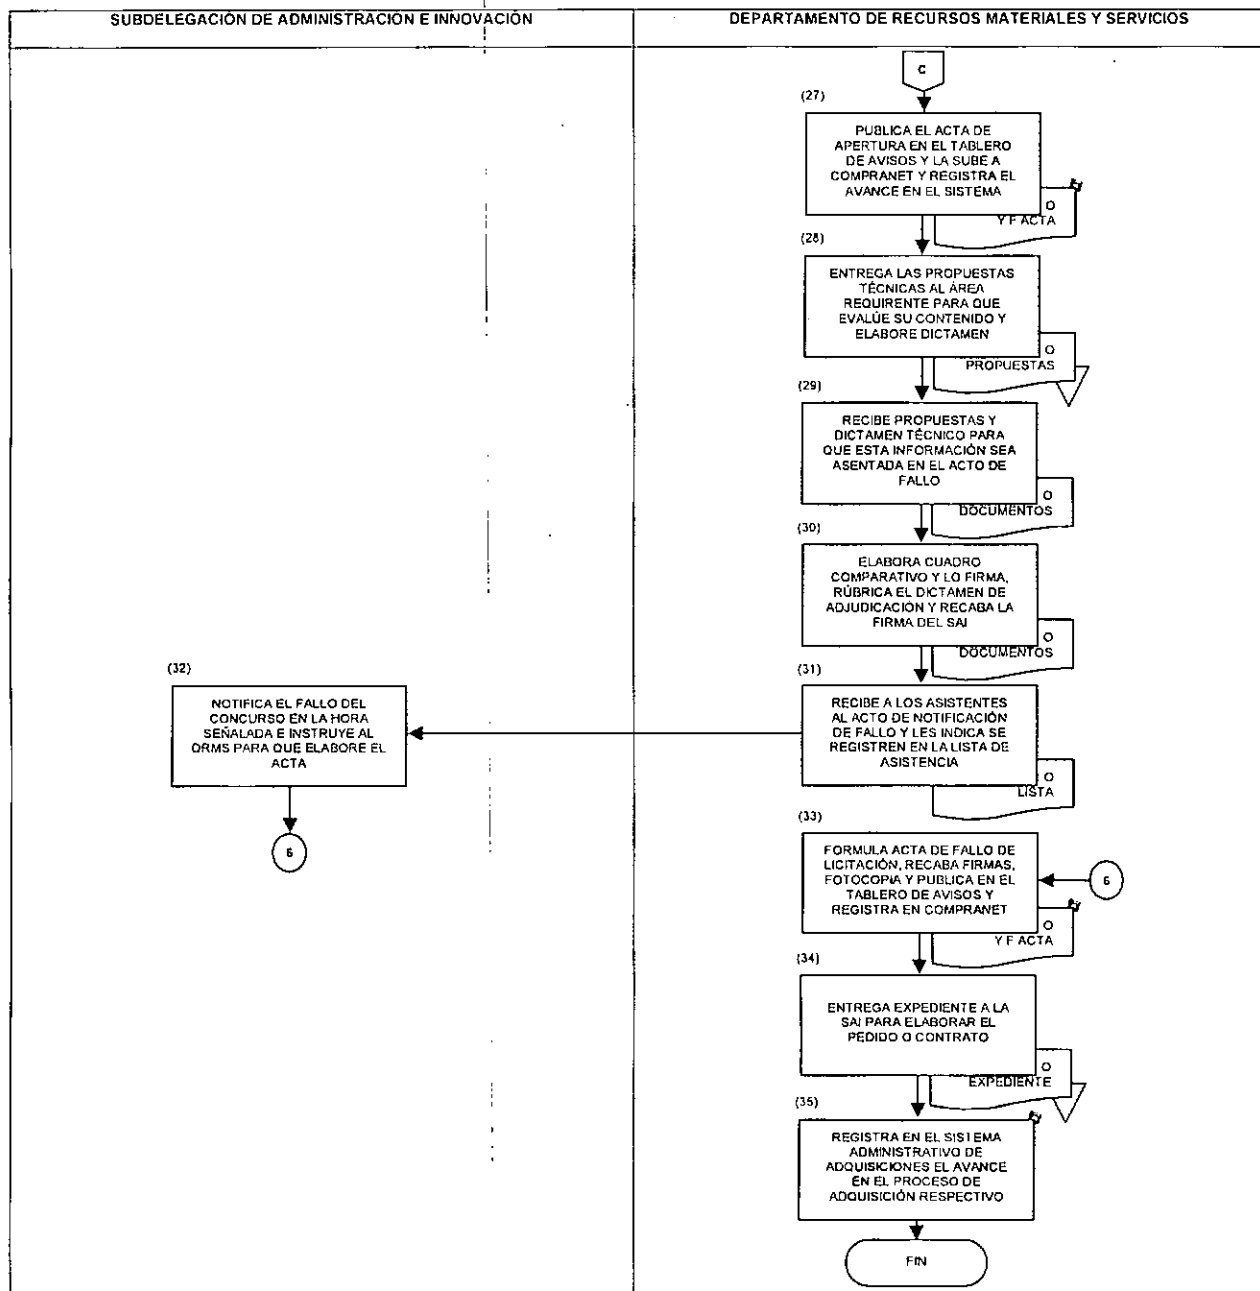 SUBDELEGACIÓN DE ADMINISTRACIÓN E INNOVACIÓN
DEPARTAMENTO DE RECURSOS MATERIALES Y SERVICIOS
C
(27)
PUBLICA EL ACTA DE
APERTURA EN EL TABLERO
DE AVISOS Y LA SUBE A
COMPRANET Y REGISTRA EL
AVANCE EN EL SISTEMA
O
Y F ACTA
(28)
ENTREGA LAS PROPUESTAS
TÉCNICAS AL ÁREA
REQUIRENTE PARA QUE
EVALÚE SU CONTENIDO Y
ELABORE DICTAMEN
O
PROPUESTAS
(29)
RECIBE PROPUESTAS Y
DICTAMEN TÉCNICO PARA
QUE ESTA INFORMACIÓN SEA
ASENTADA EN EL ACTO DE
FALLO
O
DOCUMENTOS
(30)
ELABORA CUADRO
COMPARATIVO Y LO FIRMA,
RÚBRICA EL DICTAMEN DE
ADJUDICACIÓN Y RECABA LA
FIRMA DEL SAI
O
DOCUMENTOS
(31)
RECIBE A LOS ASISTENTES
AL ACTO DE NOTIFICACIÓN
DE FALLO Y LES INDICA SE
REGISTREN EN LA LISTA DE
ASISTENCIA
O
LISTA
(32)
NOTIFICA EL FALLO DEL
CONCURSO EN LA HORA
SEÑALADA E INSTRUYE AL
DRMS PARA QUE ELABORE EL
ACTA
6
(33)
FORMULA ACTA DE FALLO DE
LICITACIÓN, RECABA FIRMAS,
FOTOCOPIA Y PUBLICA EN EL
TABLERO DE AVISOS Y
REGISTRA EN COMPRANET
6
O
Y F ACTA
(34)
ENTREGA EXPEDIENTE A LA
SAI PARA ELABORAR EL
PEDIDO O CONTRATO
O
EXPEDIENTE
(35)
REGISTRA EN EL SISTEMA
ADMINISTRATIVO DE
ADQUISICIONES EL AVANCE
EN EL PROCESO DE
ADQUISICIÓN RESPECTIVO
FIN